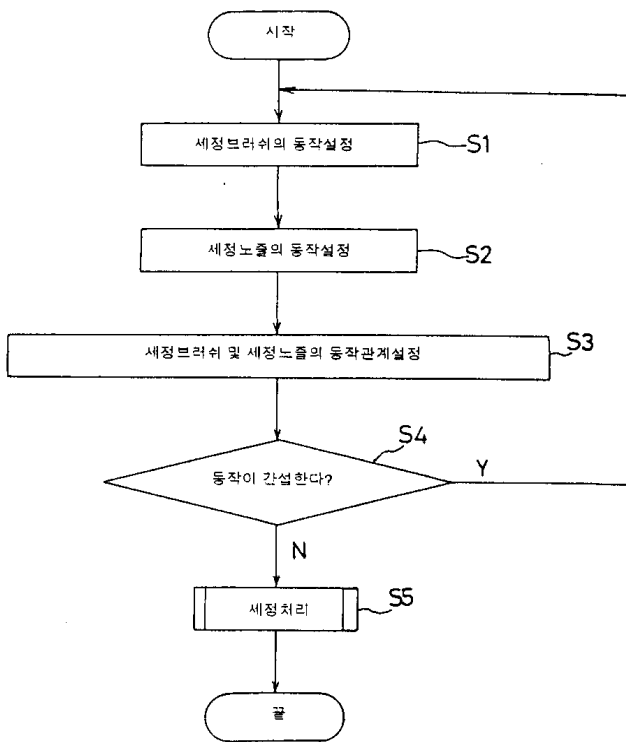 시작
세정브러쉬의 동작설정
S1
세정노즐의 동작설정
S2
세정브러쉬 및 세정노즐의 동작관계설정
S3
S4
동작이 간섭한다?
Y
N
세정처리
S5
끝